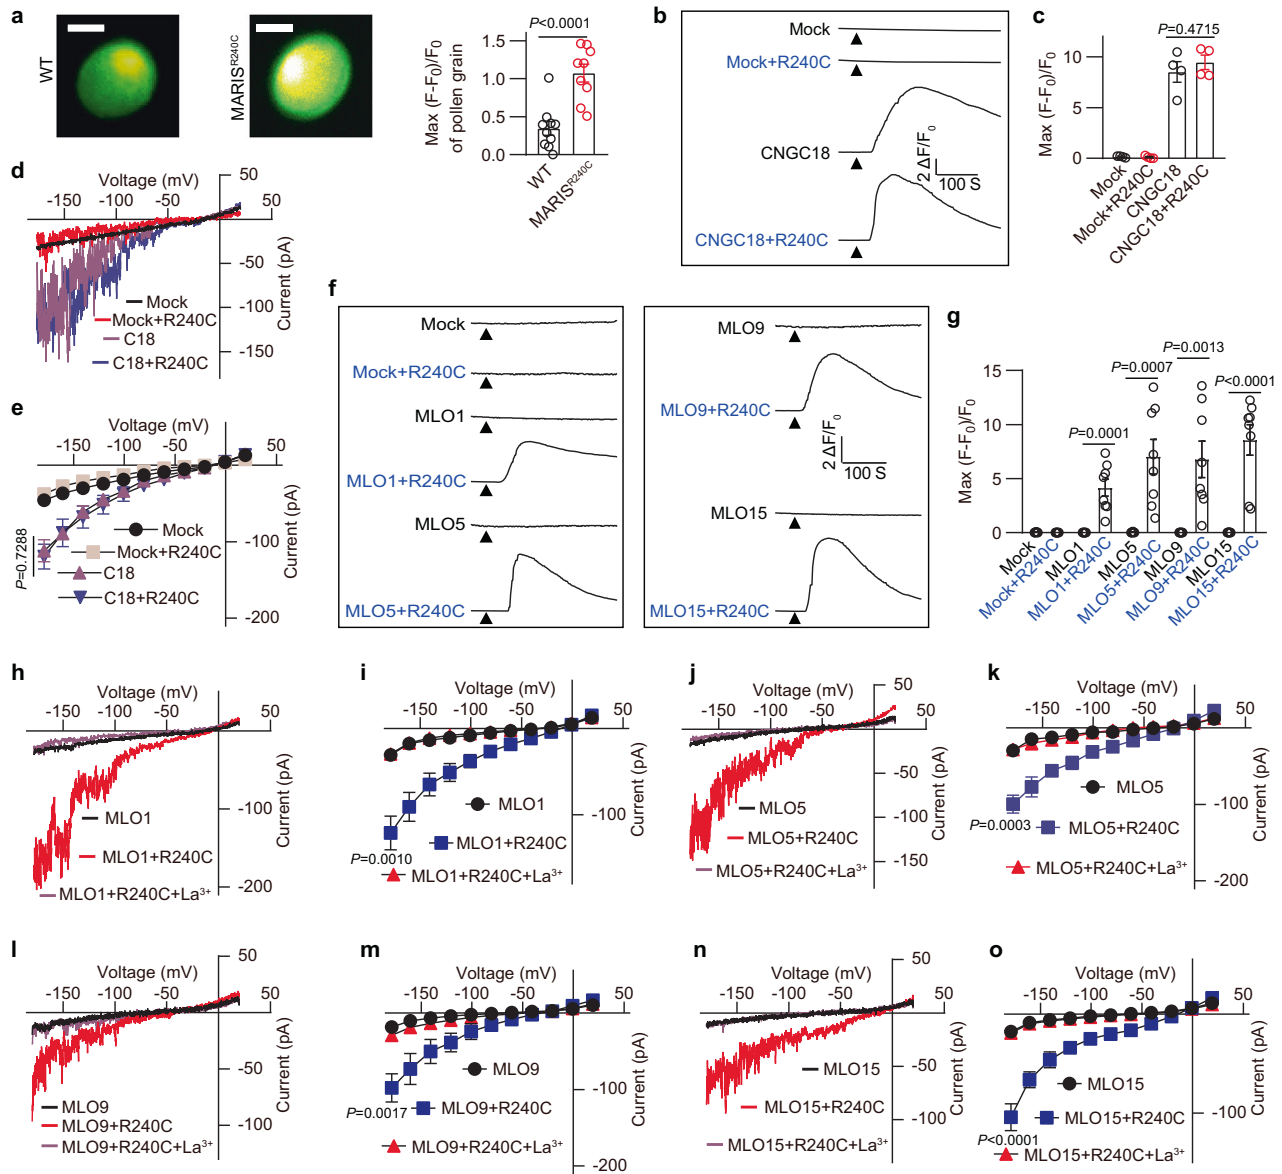 a
WT
MARIS^R240C
P<0.0001
Max (F-F₀)/F₀
of pollen grain
1.5
1.0
0.5
0.0
WT
MARIS^R240C
b
Mock
Mock+R240C
CNGC18
2 ΔF/F₀
100 S
CNGC18+R240C
c
P=0.4715
Max (F-F₀)/F₀
10
5
0
Mock
Mock+R240C
CNGC18
CNGC18+R240C
d
Voltage (mV)
-150
-100
-50
50
-50
-100
-150
Current (pA)
Mock
Mock+R240C
C18
C18+R240C
e
Voltage (mV)
-150
-100
-50
50
-100
-200
Current (pA)
P=0.7288
Mock
Mock+R240C
C18
C18+R240C
f
Mock
Mock+R240C
MLO1
MLO1+R240C
MLO5
MLO5+R240C
MLO9
MLO9+R240C
2 ΔF/F₀
100 S
MLO15
MLO15+R240C
g
Max (F-F₀)/F₀
15
10
5
0
P=0.0001
P=0.0007
P=0.0013
P<0.0001
Mock
Mock+R240C
MLO1
MLO1+R240C
MLO5
MLO5+R240C
MLO9
MLO9+R240C
MLO15
MLO15+R240C
h
Voltage (mV)
-150
-100
-50
50
50
-100
-200
Current (pA)
MLO1
MLO1+R240C
MLO1+R240C+La³⁺
i
Voltage (mV)
-150
-100
-50
50
-100
Current (pA)
P=0.0010
MLO1
MLO1+R240C
MLO1+R240C+La³⁺
j
Voltage (mV)
-150
-100
-50
50
-50
-100
-150
Current (pA)
MLO5
MLO5+R240C
MLO5+R240C+La³⁺
k
Voltage (mV)
-150
-100
-50
50
-100
-200
Current (pA)
P=0.0003
MLO5
MLO5+R240C
MLO5+R240C+La³⁺
l
Voltage (mV)
-150
-100
-50
50
-50
-100
Current (pA)
MLO9
MLO9+R240C
MLO9+R240C+La³⁺
m
Voltage (mV)
-150
-100
-50
50
-100
-200
Current (pA)
P=0.0017
MLO9
MLO9+R240C
MLO9+R240C+La³⁺
n
Voltage (mV)
-150
-100
-50
50
-50
-100
Current (pA)
MLO15
MLO15+R240C
MLO15+R240C+La³⁺
o
Voltage (mV)
-150
-100
-50
50
-100
Current (pA)
P<0.0001
MLO15
MLO15+R240C
MLO15+R240C+La³⁺